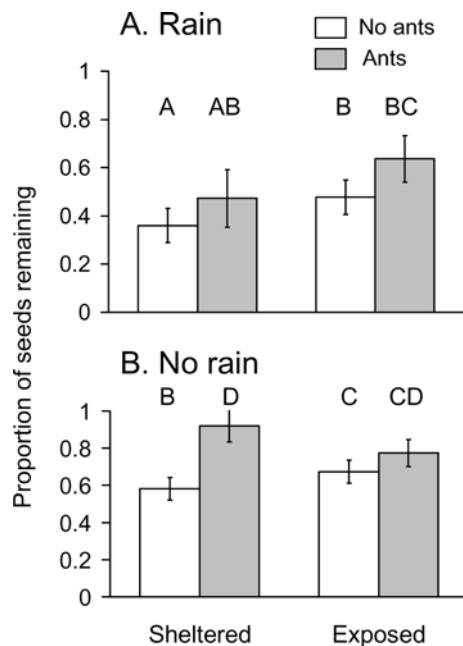 A. Rain
No ants
Ants
1
0.8
0.6
0.4
0.2
0
A AB B BC
B. No rain
B D C CD
1
0.8
0.6
0.4
0.2
0
Sheltered Exposed
Proportion of seeds remaining